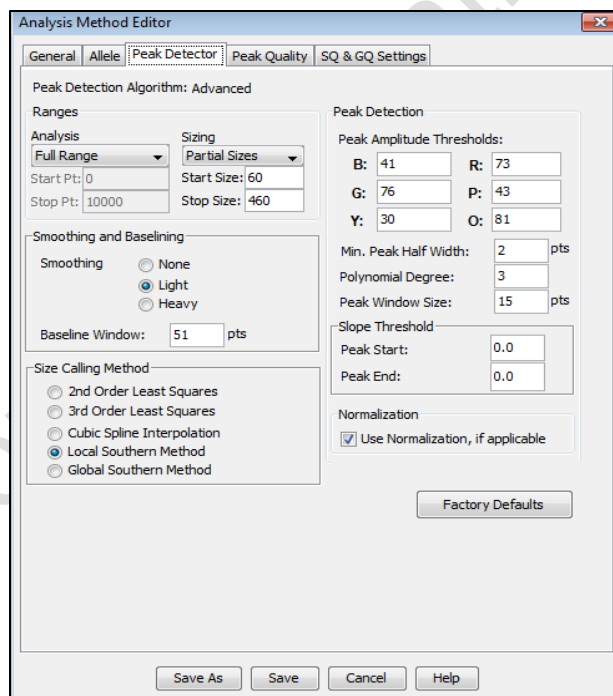 Analysis Method Editor
General Allele Peak Detector Peak Quality SQ & GQ Settings
Peak Detection Algorithm: Advanced
Ranges
Analysis
Full Range
Start Pt: 0
Stop Pt: 10000
Sizing
Partial Sizes
Start Size: 60
Stop Size: 460
Smoothing and Baselining
Smoothing
None
Light
Heavy
Baseline Window: 51 pts
Size Calling Method
2nd Order Least Squares
3rd Order Least Squares
Cubic Spline Interpolation
Local Southern Method
Global Southern Method
Peak Detection
Peak Amplitude Thresholds:
B: 41 R: 73
G: 76 P: 43
Y: 30 O: 81
Min. Peak Half Width: 2 pts
Polynomial Degree: 3
Peak Window Size: 15 pts
Slope Threshold
Peak Start: 0.0
Peak End: 0.0
Normalization
Use Normalization, if applicable
Factory Defaults
Save As Save Cancel Help